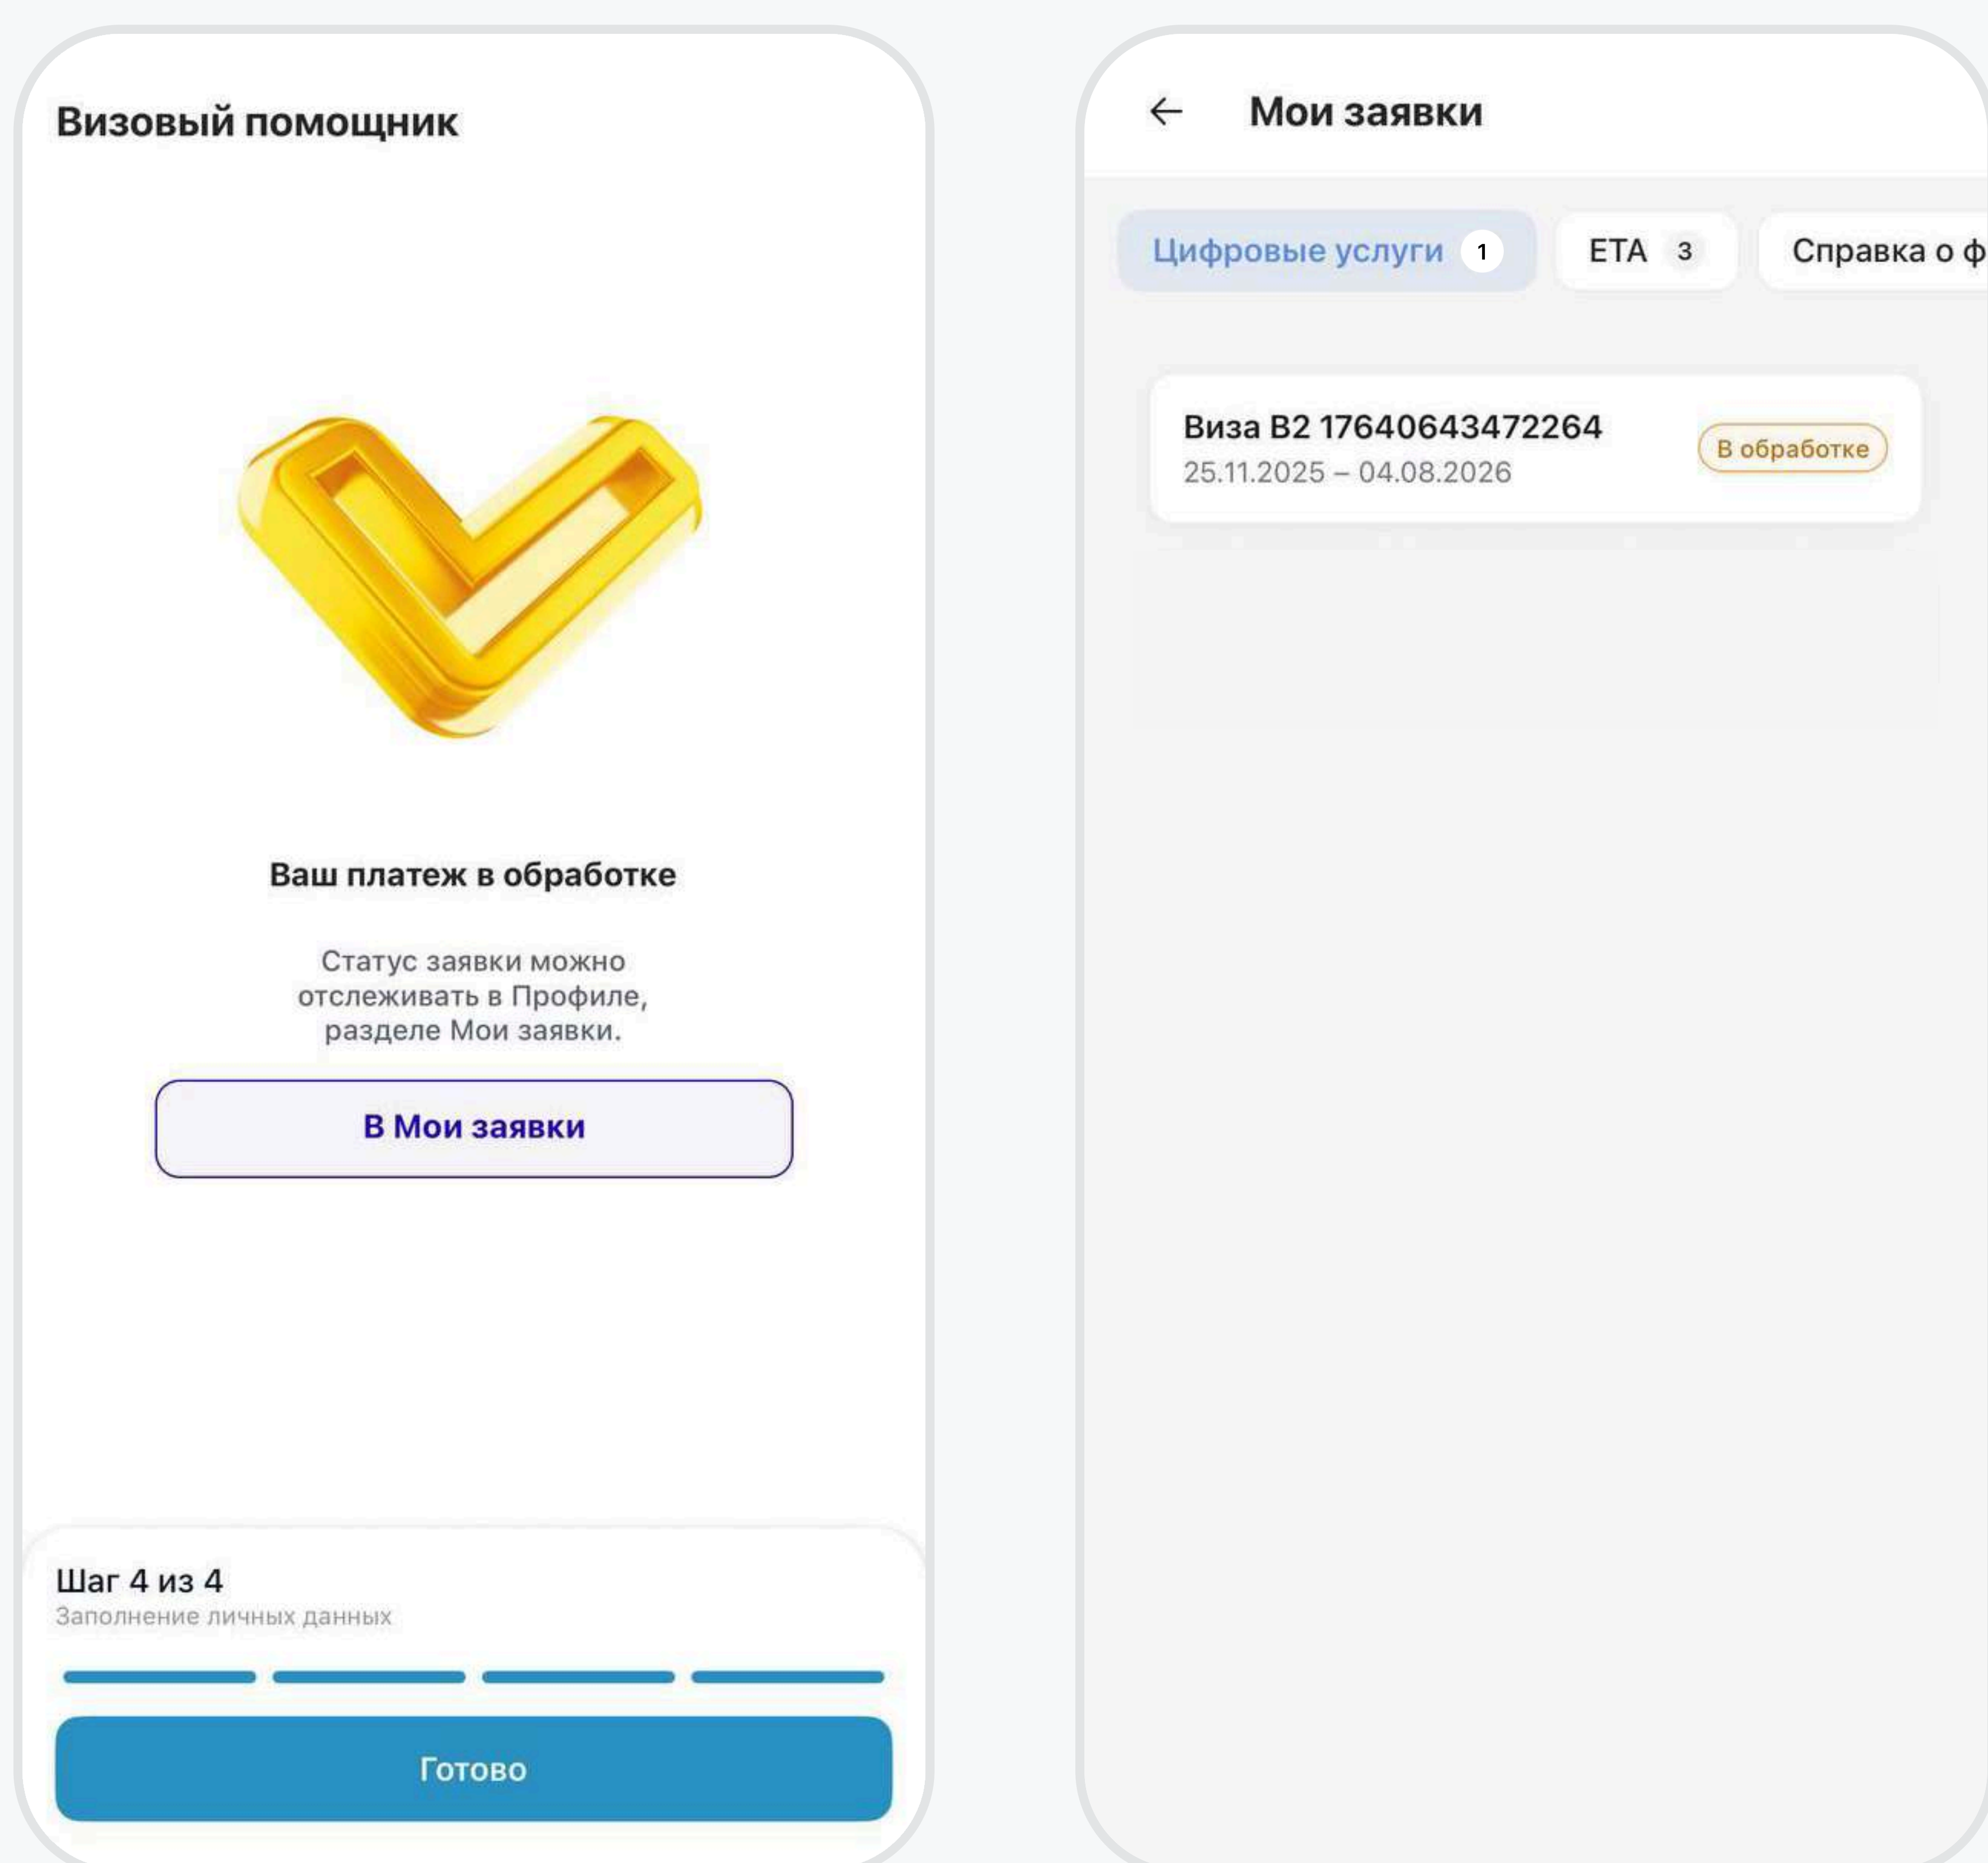 Визовый помощник
Ваш платеж в обработке
Статус заявки можно
отслеживать в Профиле,
разделе Мои заявки.
В Мои заявки
Шаг 4 из 4
Заполнение личных данных
Готово
Мои заявки
Цифровые услуги 1
ETA 3
Справка о ф
Виза B2 17640643472264
25.11.2025 – 04.08.2026
В обработке